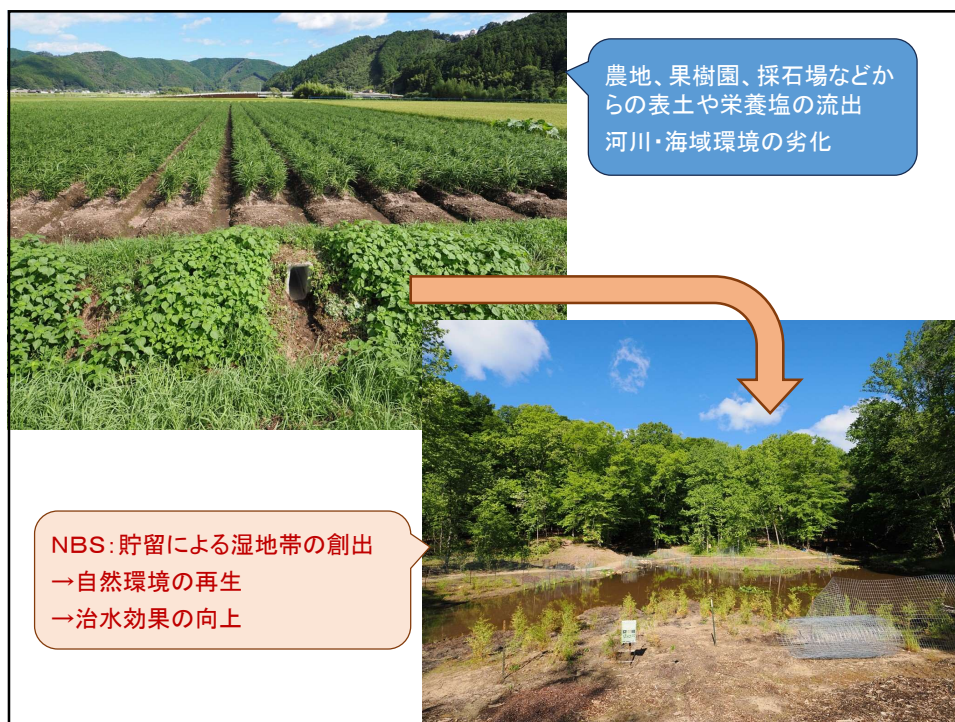 農地、果樹園、採石場などか
らの表土や栄養塩の流出
河川・海域環境の劣化
NBS:貯留による湿地帯の創出
→自然環境の再生
→治水効果の向上